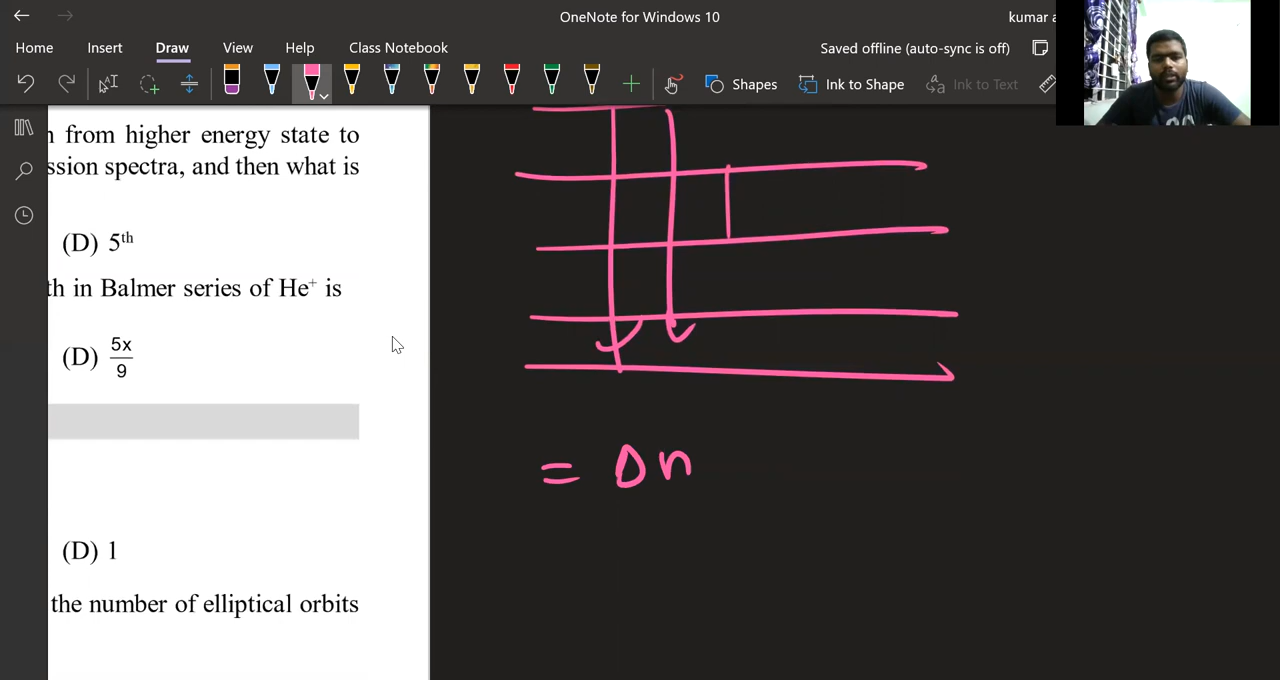 OneNote for Windows 10
kumar a
Home Insert Draw View Help Class Notebook
Saved offline (auto-sync is off)
Shapes Ink to Shape Ink to Text
n from higher energy state to
ssion spectra, and then what is
(D) 5th
th in Balmer series of He+ is
(D) 5x/9
(D) 1
the number of elliptical orbits
= Δn